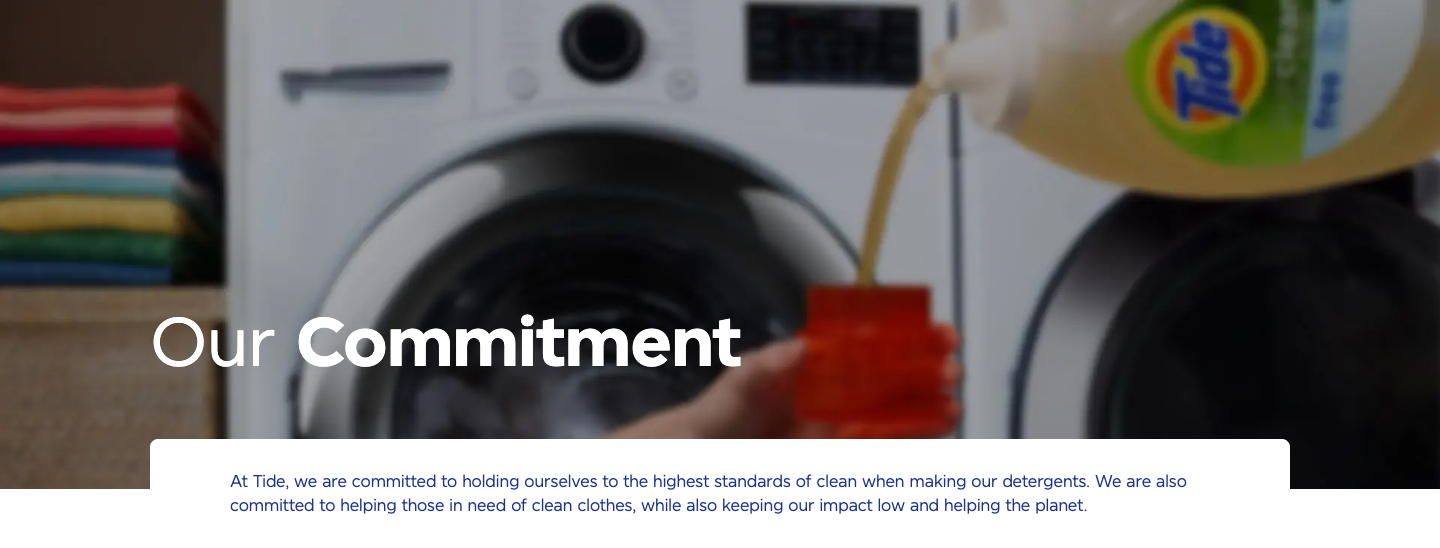 Tide
Clean
free
Our Commitment
At Tide, we are committed to holding ourselves to the highest standards of clean when making our detergents. We are also
committed to helping those in need of clean clothes, while also keeping our impact low and helping the planet.